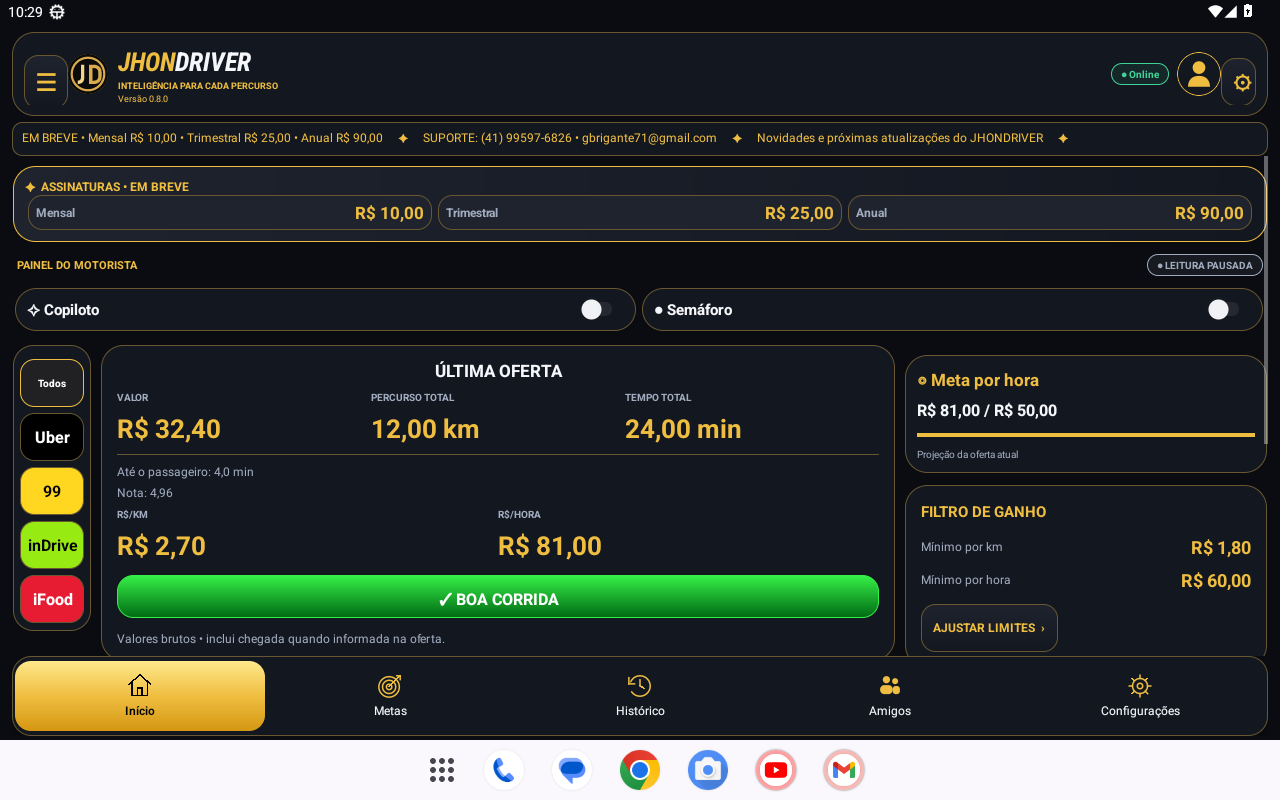 10:29
JHONDRIVER
JD
INTELIGÊNCIA PARA CADA PERCURSO
Versão 0.8.0
● Online
EM BREVE • Mensal R$ 10,00 • Trimestral R$ 25,00 • Anual R$ 90,00 ✦ SUPORTE: (41) 99597-6826 • gbrigante71@gmail.com ✦ Novidades e próximas atualizações do JHONDRIVER ✦
✦ ASSINATURAS • EM BREVE
Mensal R$ 10,00
Trimestral R$ 25,00
Anual R$ 90,00
PAINEL DO MOTORISTA
● LEITURA PAUSADA
✧ Copiloto
● Semáforo
Todos
Uber
99
inDrive
iFood
ÚLTIMA OFERTA
VALOR PERCURSO TOTAL TEMPO TOTAL
R$ 32,40 12,00 km 24,00 min
Até o passageiro: 4,0 min
Nota: 4,96
R$/KM R$/HORA
R$ 2,70 R$ 81,00
✓ BOA CORRIDA
Valores brutos • inclui chegada quando informada na oferta.
Meta por hora
R$ 81,00 / R$ 50,00
Projeção da oferta atual
FILTRO DE GANHO
Mínimo por km R$ 1,80
Mínimo por hora R$ 60,00
AJUSTAR LIMITES ›
Início
Metas
Histórico
Amigos
Configurações